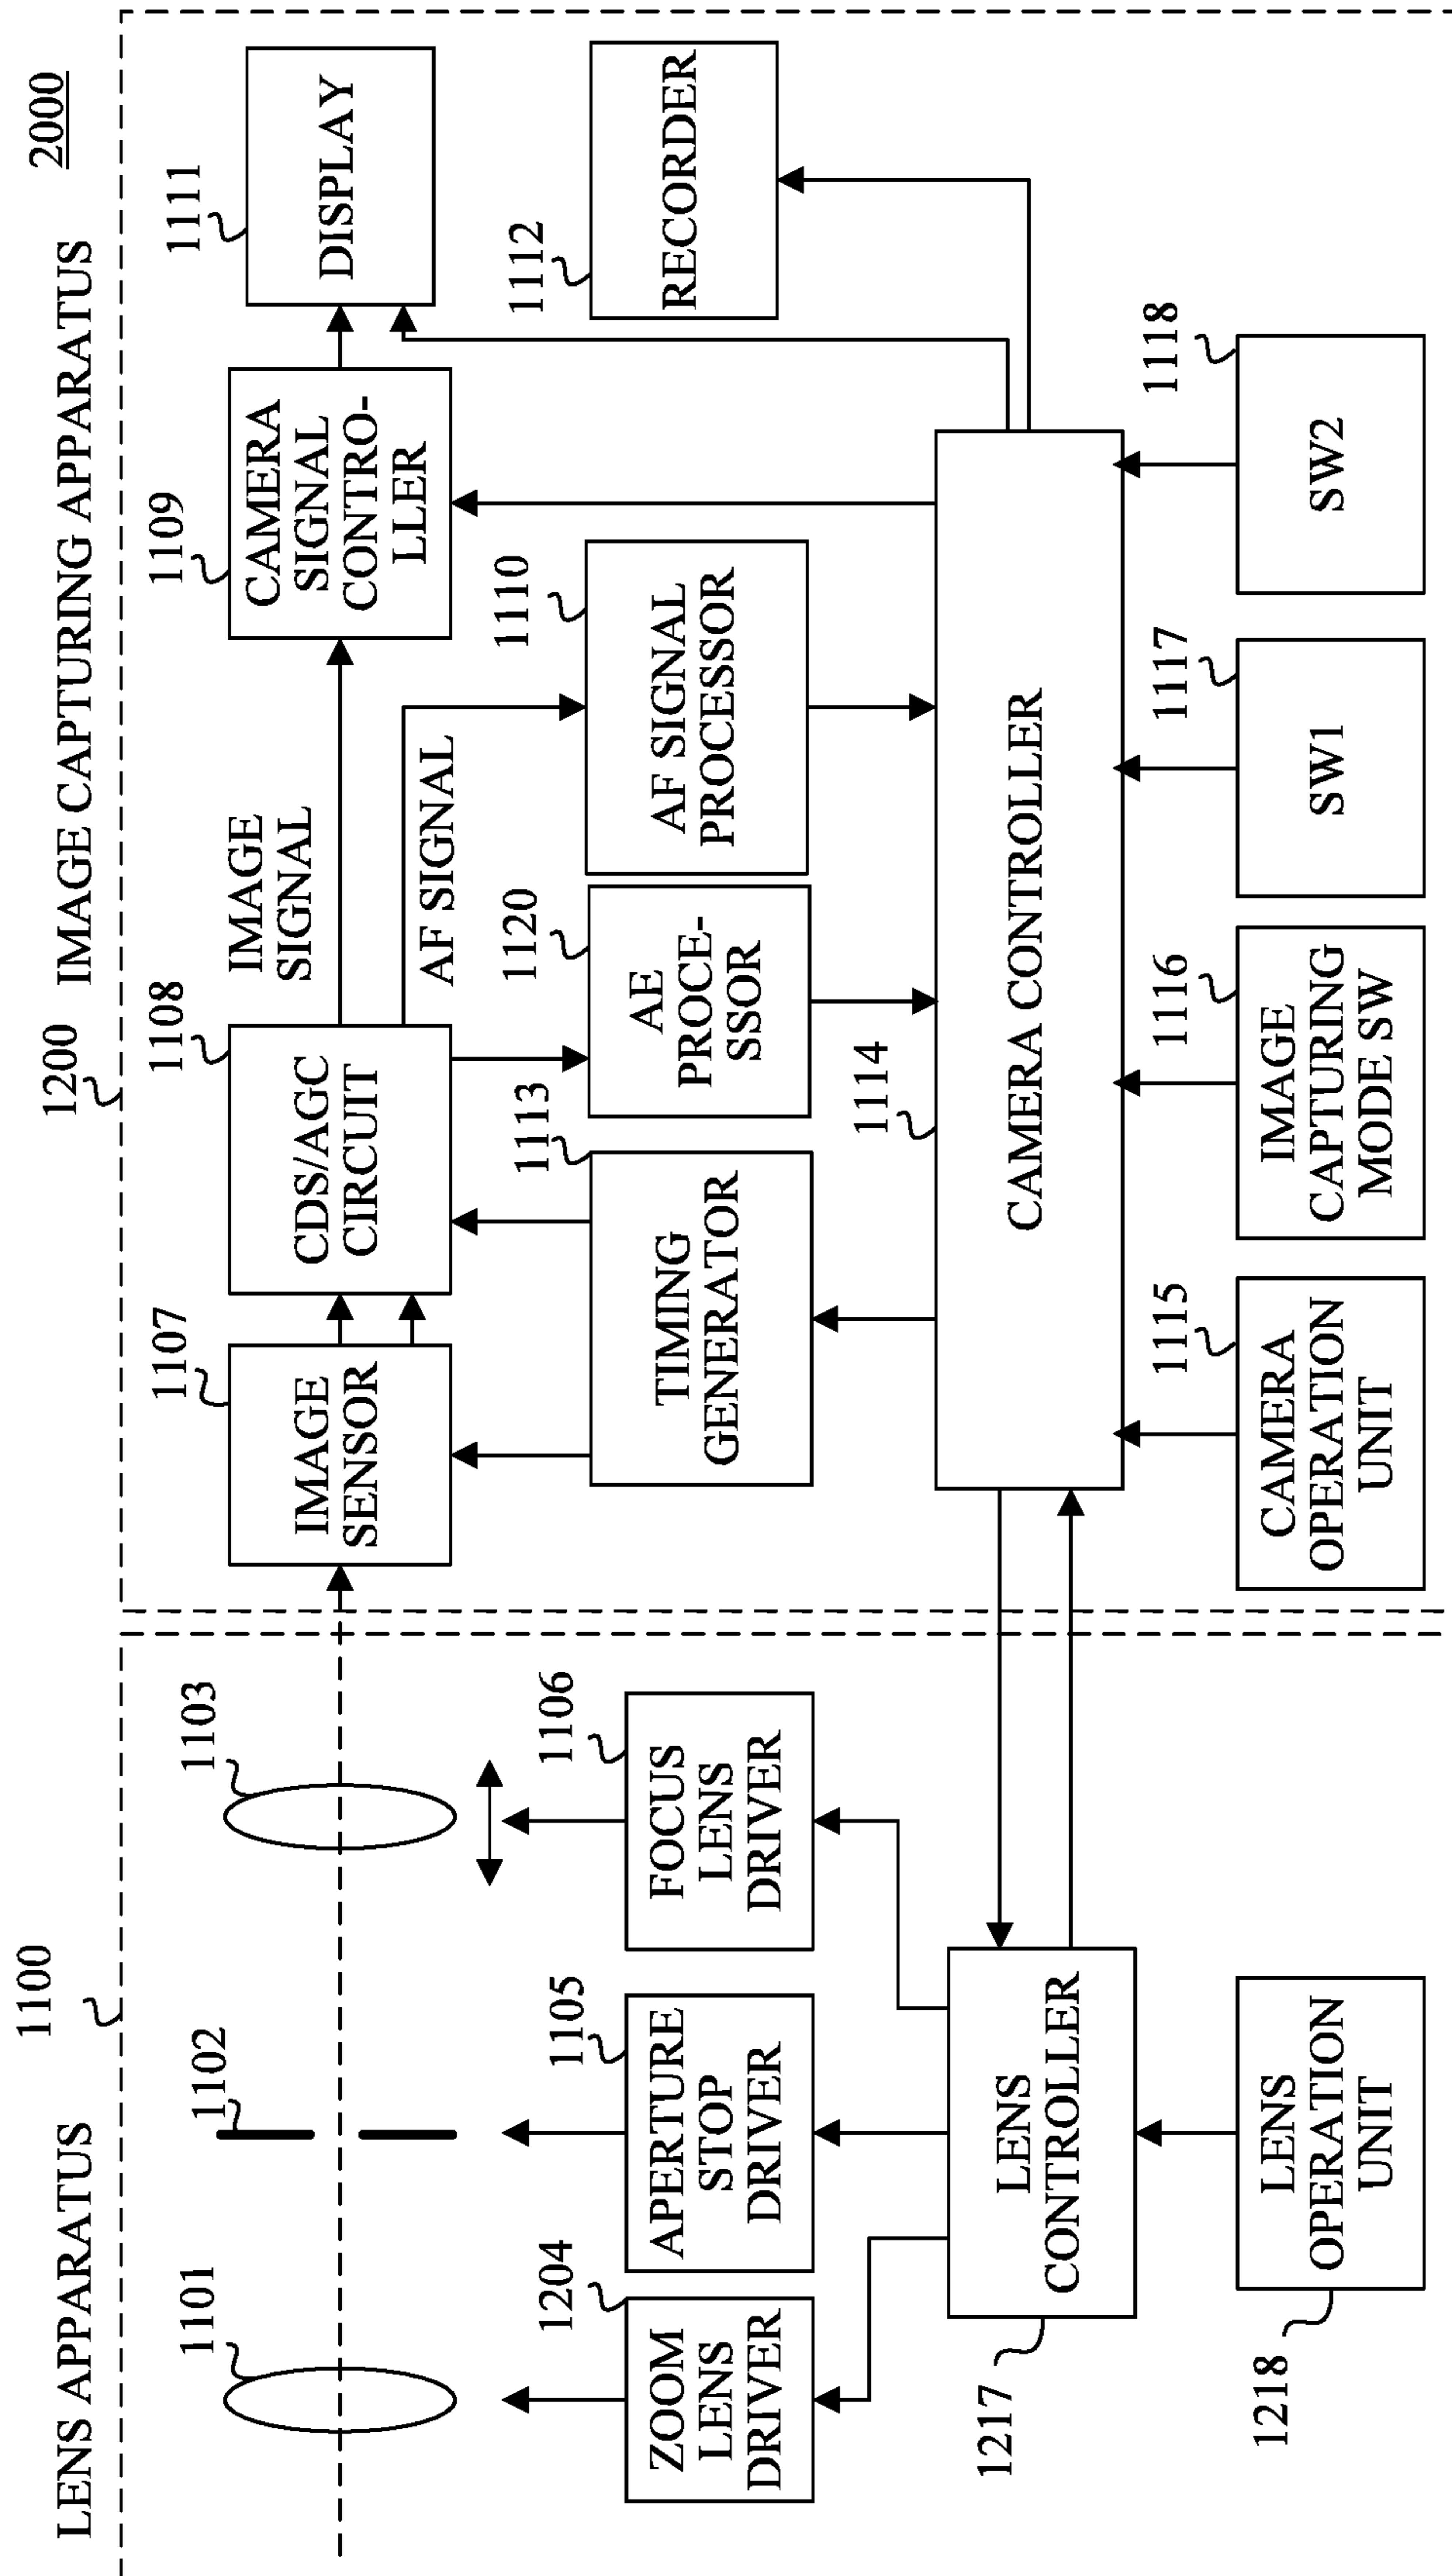 2000
LENS APPARATUS
1100
1200
IMAGE CAPTURING APPARATUS
1101
1102
1103
1107
IMAGE
SENSOR
1108
CDS/AGC
CIRCUIT
IMAGE
SIGNAL
AF SIGNAL
1109
CAMERA
SIGNAL
CONTRO-
LLER
1111
DISPLAY
1204
ZOOM
LENS
DRIVER
1105
APERTURE
STOP
DRIVER
1106
FOCUS
LENS
DRIVER
1113
TIMING
GENERATOR
1120
AE
PROCE-
SSOR
1110
AF SIGNAL
PROCESSOR
1112
RECORDER
1217
LENS
CONTROLLER
1114
CAMERA CONTROLLER
1218
LENS
OPERATION
UNIT
1115
CAMERA
OPERATION
UNIT
1116
IMAGE
CAPTURING
MODE SW
1117
SW1
1118
SW2